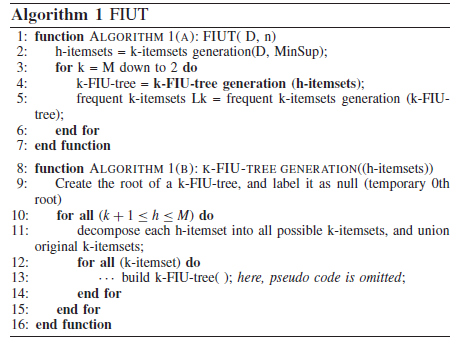 Algorithm 1 FIUT
1: function ALGORITHM 1(A): FIUT( D, n)
2: h-itemsets = k-itemsets generation(D, MinSup);
3: for k = M down to 2 do
4: k-FIU-tree = k-FIU-tree generation (h-itemsets);
5: frequent k-itemsets Lk = frequent k-itemsets generation (k-FIU-
tree);
6: end for
7: end function
8: function ALGORITHM 1(B): K-FIU-TREE GENERATION((h-itemsets))
9: Create the root of a k-FIU-tree, and label it as null (temporary 0th
root)
10: for all (k + 1 ≤ h ≤ M) do
11: decompose each h-itemset into all possible k-itemsets, and union
original k-itemsets;
12: for all (k-itemset) do
13: ··· build k-FIU-tree( ); here, pseudo code is omitted;
14: end for
15: end for
16: end function